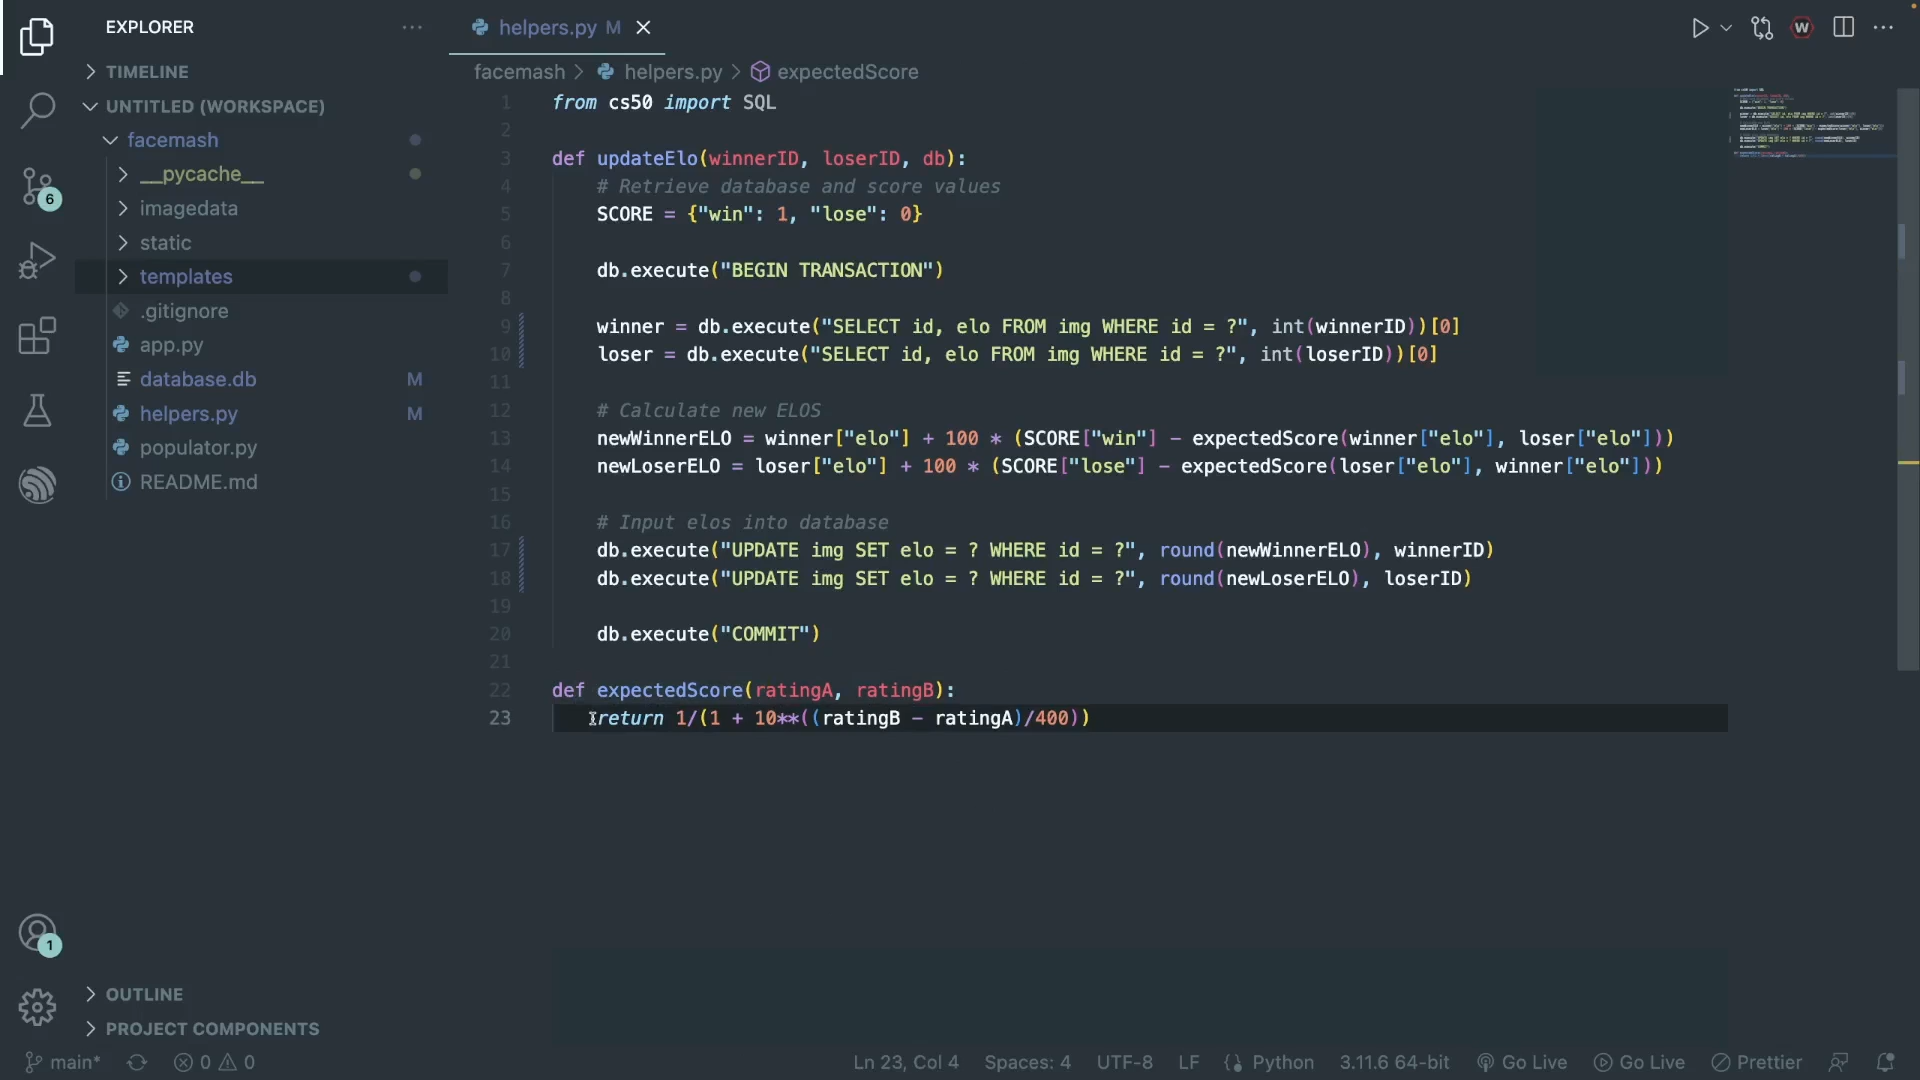 EXPLORER
TIMELINE
UNTITLED (WORKSPACE)
facemash
__pycache__
imagedata
static
templates
.gitignore
app.py
database.db M
helpers.py M
populator.py
README.md
OUTLINE
PROJECT COMPONENTS
6
1
helpers.py M
W
facemash > helpers.py > expectedScore
1 from cs50 import SQL
2
3 def updateElo(winnerID, loserID, db):
4 # Retrieve database and score values
5 SCORE = {"win": 1, "lose": 0}
6
7 db.execute("BEGIN TRANSACTION")
8
9 winner = db.execute("SELECT id, elo FROM img WHERE id = ?", int(winnerID))[0]
10 loser = db.execute("SELECT id, elo FROM img WHERE id = ?", int(loserID))[0]
11
12 # Calculate new ELOS
13 newWinnerELO = winner["elo"] + 100 * (SCORE["win"] - expectedScore(winner["elo"], loser["elo"]))
14 newLoserELO = loser["elo"] + 100 * (SCORE["lose"] - expectedScore(loser["elo"], winner["elo"]))
15
16 # Input elos into database
17 db.execute("UPDATE img SET elo = ? WHERE id = ?", round(newWinnerELO), winnerID)
18 db.execute("UPDATE img SET elo = ? WHERE id = ?", round(newLoserELO), loserID)
19
20 db.execute("COMMIT")
21
22 def expectedScore(ratingA, ratingB):
23 return 1/(1 + 10**((ratingB - ratingA)/400))
main* 0 0 Ln 23, Col 4 Spaces: 4 UTF-8 LF Python 3.11.6 64-bit Go Live Go Live Prettier